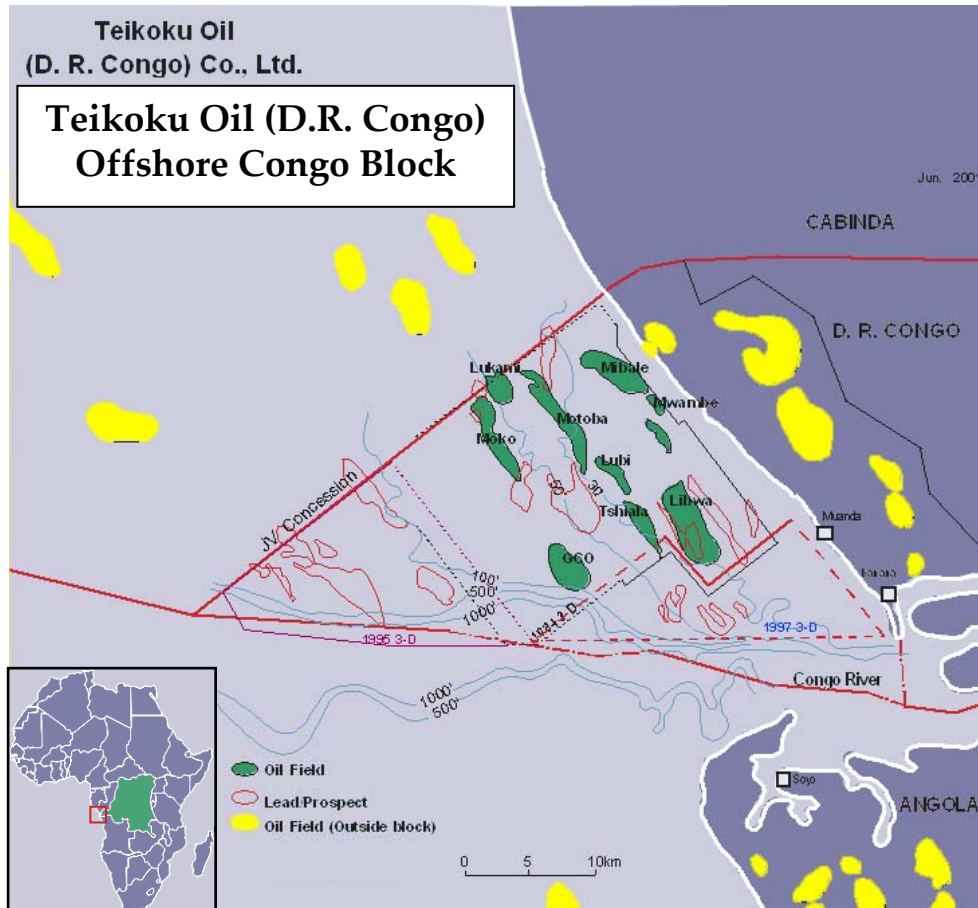 Teikoku Oil
(D. R. Congo) Co., Ltd.
Teikoku Oil (D.R. Congo)
Offshore Congo Block
Jun. 2001
CABINDA
D. R. CONGO
Lukami
Mibale
Mwambe
Motoba
Moko
Lubi
50
30
Libwa
Tshiala
Muanda
JV Concession
GCO
100'
500'
1000'
1995 3-D
1997 3-D
Congo River
1000'
500'
Oil Field
Lead/Prospect
Oil Field (Outside block)
Soyo
ANGOLA
0 5 10km